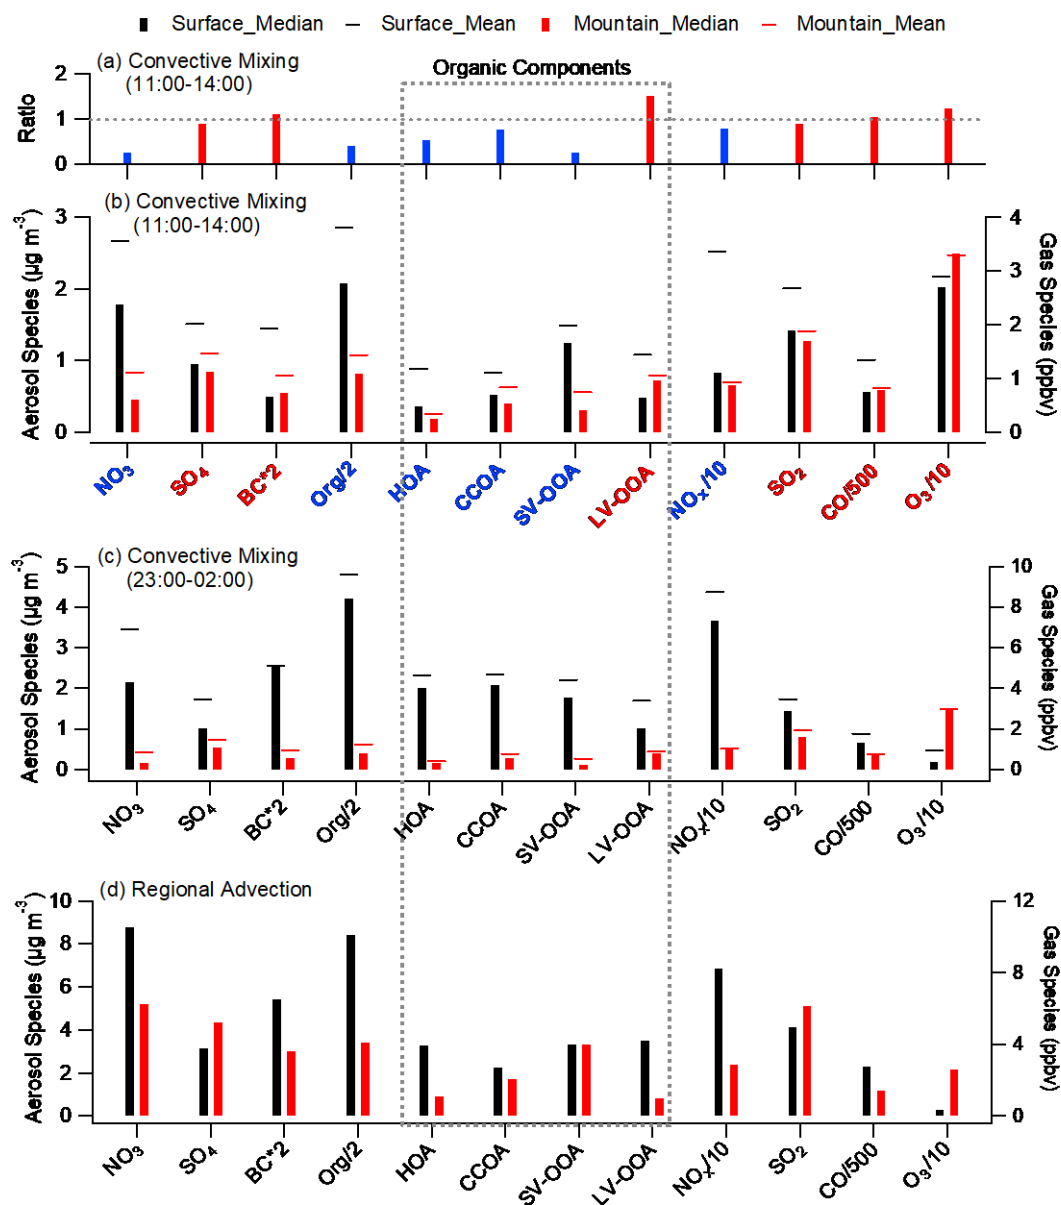 Surface_Median Surface_Mean Mountain_Median Mountain_Mean
(a) Convective Mixing
(11:00-14:00)
Organic Components
Ratio
2
1
0
(b) Convective Mixing
(11:00-14:00)
Aerosol Species (µg m⁻³)
3
2
1
0
4
3
2
1
0
Gas Species (ppbv)
NO₃ SO₄ BC*2 Org/2 HOA CCOA SV-OOA LV-OOA NOₓ/10 SO₂ CO/500 O₃/10
(c) Convective Mixing
(23:00-02:00)
Aerosol Species (µg m⁻³)
5
4
3
2
1
0
10
8
6
4
2
0
Gas Species (ppbv)
NO₃ SO₄ BC*2 Org/2 HOA CCOA SV-OOA LV-OOA NOₓ/10 SO₂ CO/500 O₃/10
(d) Regional Advection
Aerosol Species (µg m⁻³)
10
8
6
4
2
0
12
8
4
0
Gas Species (ppbv)
NO₃ SO₄ BC*2 Org/2 HOA CCOA SV-OOA LV-OOA NOₓ/10 SO₂ CO/500 O₃/10